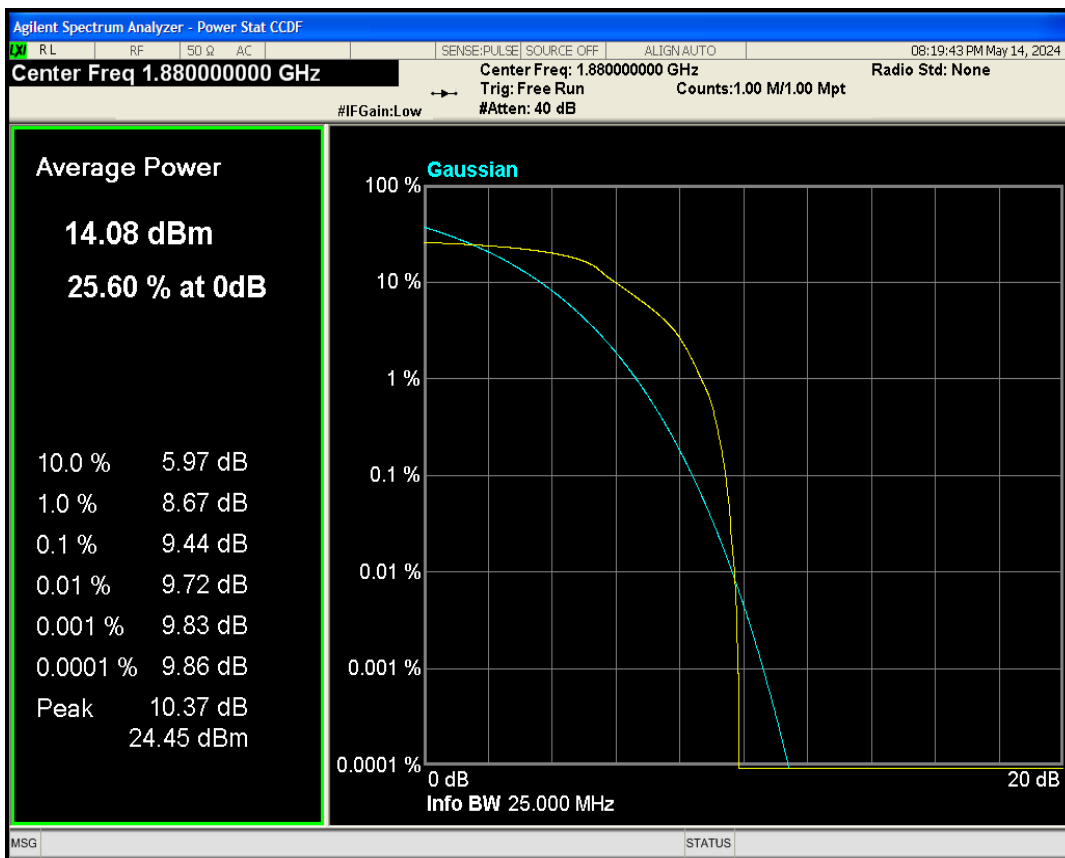 Agilent Spectrum Analyzer - Power Stat CCDF
LXI RL RF 50 Ω AC SENSE:PULSE SOURCE OFF ALIGN AUTO 08:19:43 PM May 14, 2024
Center Freq 1.880000000 GHz
Center Freq: 1.880000000 GHz Radio Std: None
Trig: Free Run Counts:1.00 M/1.00 Mpt
#IFGain:Low #Atten: 40 dB
Average Power
14.08 dBm
25.60 % at 0dB
10.0 % 5.97 dB
1.0 % 8.67 dB
0.1 % 9.44 dB
0.01 % 9.72 dB
0.001 % 9.83 dB
0.0001 % 9.86 dB
Peak 10.37 dB
24.45 dBm
Gaussian
100 %
10 %
1 %
0.1 %
0.01 %
0.001 %
0.0001 %
0 dB 20 dB
Info BW 25.000 MHz
MSG STATUS